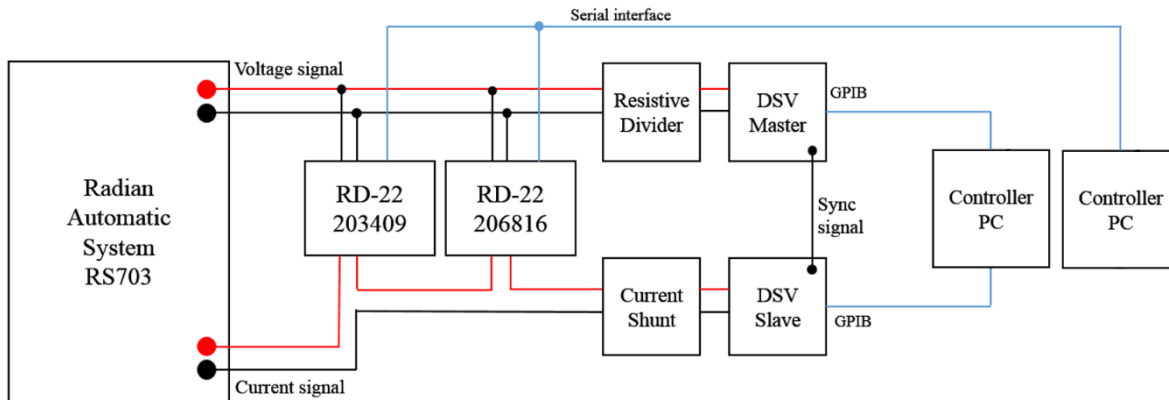 Serial interface
Voltage signal
Radian
Automatic
System
RS703
RD-22
203409
RD-22
206816
Resistive
Divider
DSV
Master
GPIB
Sync
signal
Controller
PC
Controller
PC
Current
Shunt
DSV
Slave
GPIB
Current signal